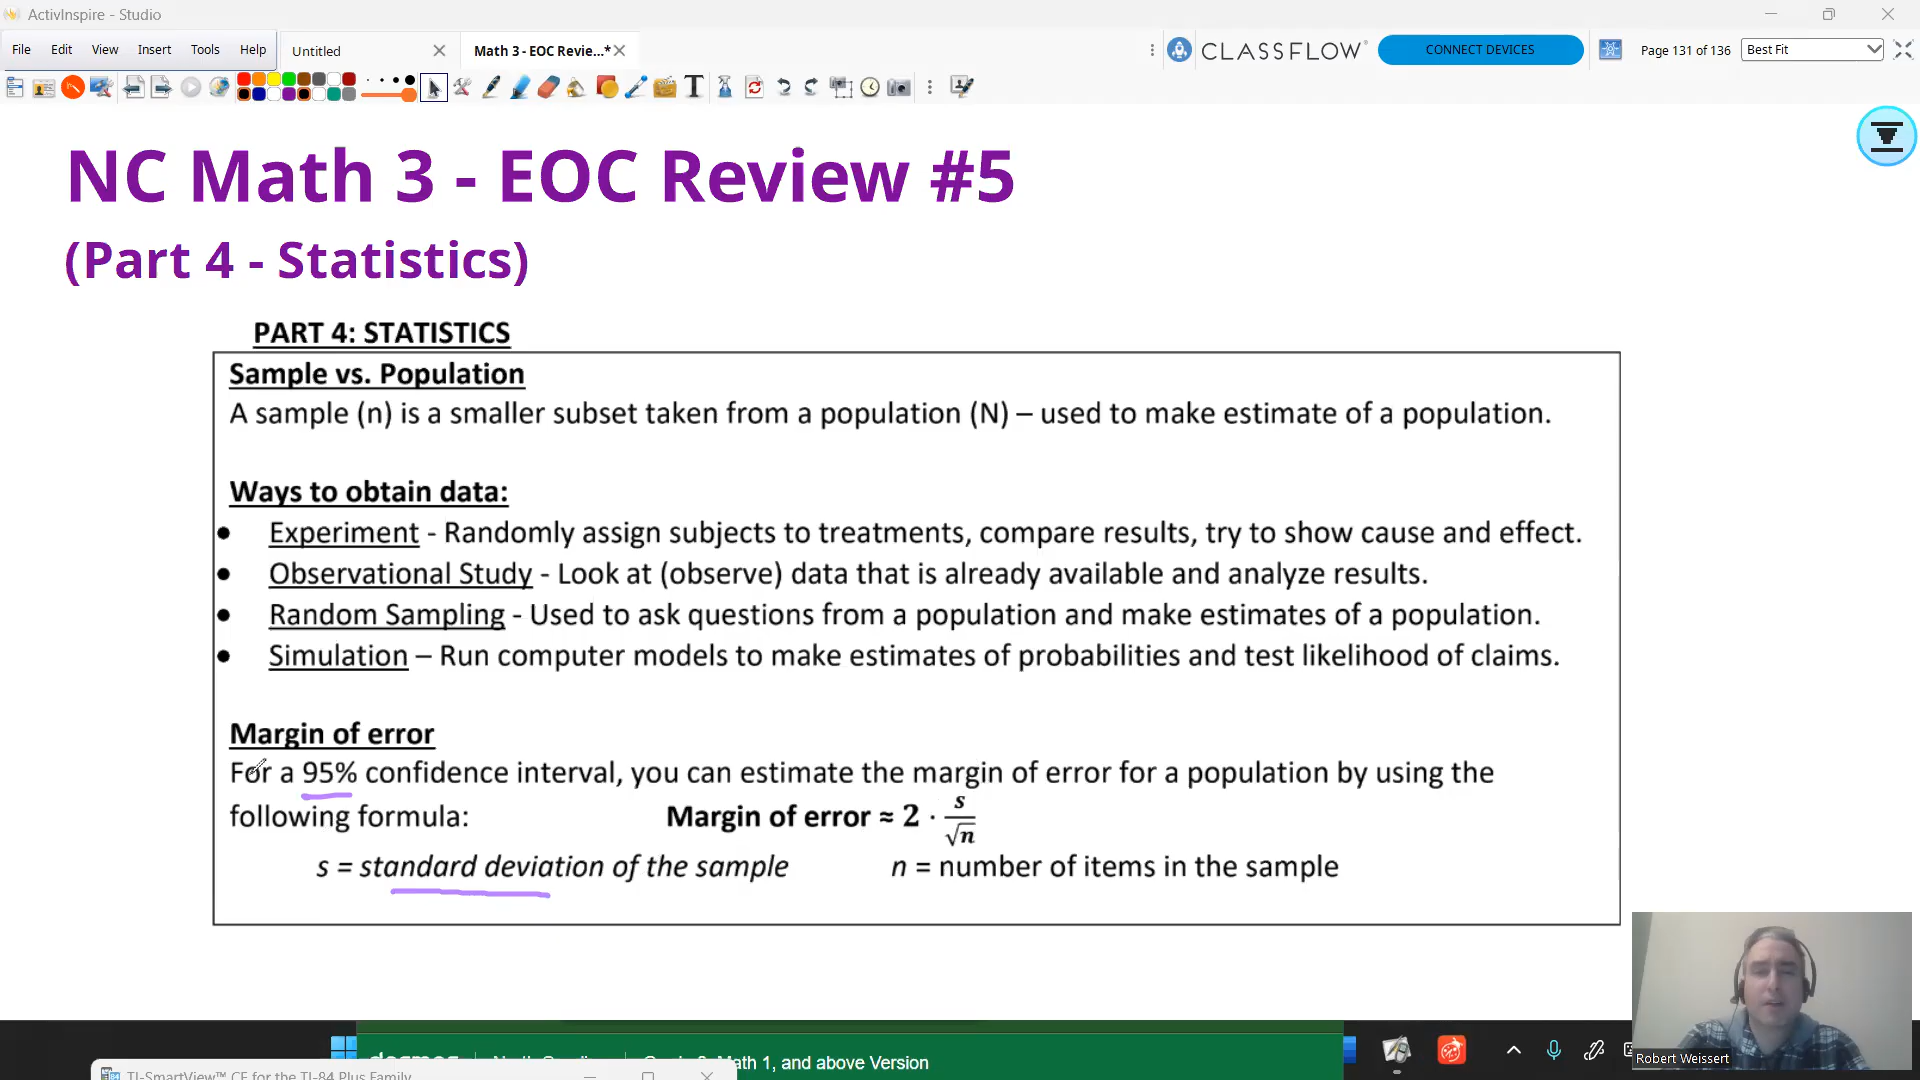 ActivInspire - Studio
File Edit View Insert Tools Help
Untitled
Math 3 - EOC Revie...*
CLASSFLOW
CONNECT DEVICES
Page 131 of 136
Best Fit
NC Math 3 - EOC Review #5
(Part 4 - Statistics)
PART 4: STATISTICS
Sample vs. Population
A sample (n) is a smaller subset taken from a population (N) – used to make estimate of a population.
Ways to obtain data:
• Experiment - Randomly assign subjects to treatments, compare results, try to show cause and effect.
• Observational Study - Look at (observe) data that is already available and analyze results.
• Random Sampling - Used to ask questions from a population and make estimates of a population.
• Simulation – Run computer models to make estimates of probabilities and test likelihood of claims.
Margin of error
For a 95% confidence interval, you can estimate the margin of error for a population by using the
following formula: Margin of error ≈ 2 · s/√n
s = standard deviation of the sample n = number of items in the sample
Math 1, and above Version
TI-SmartView™ CE for the TI-84 Plus Family
Robert Weissert